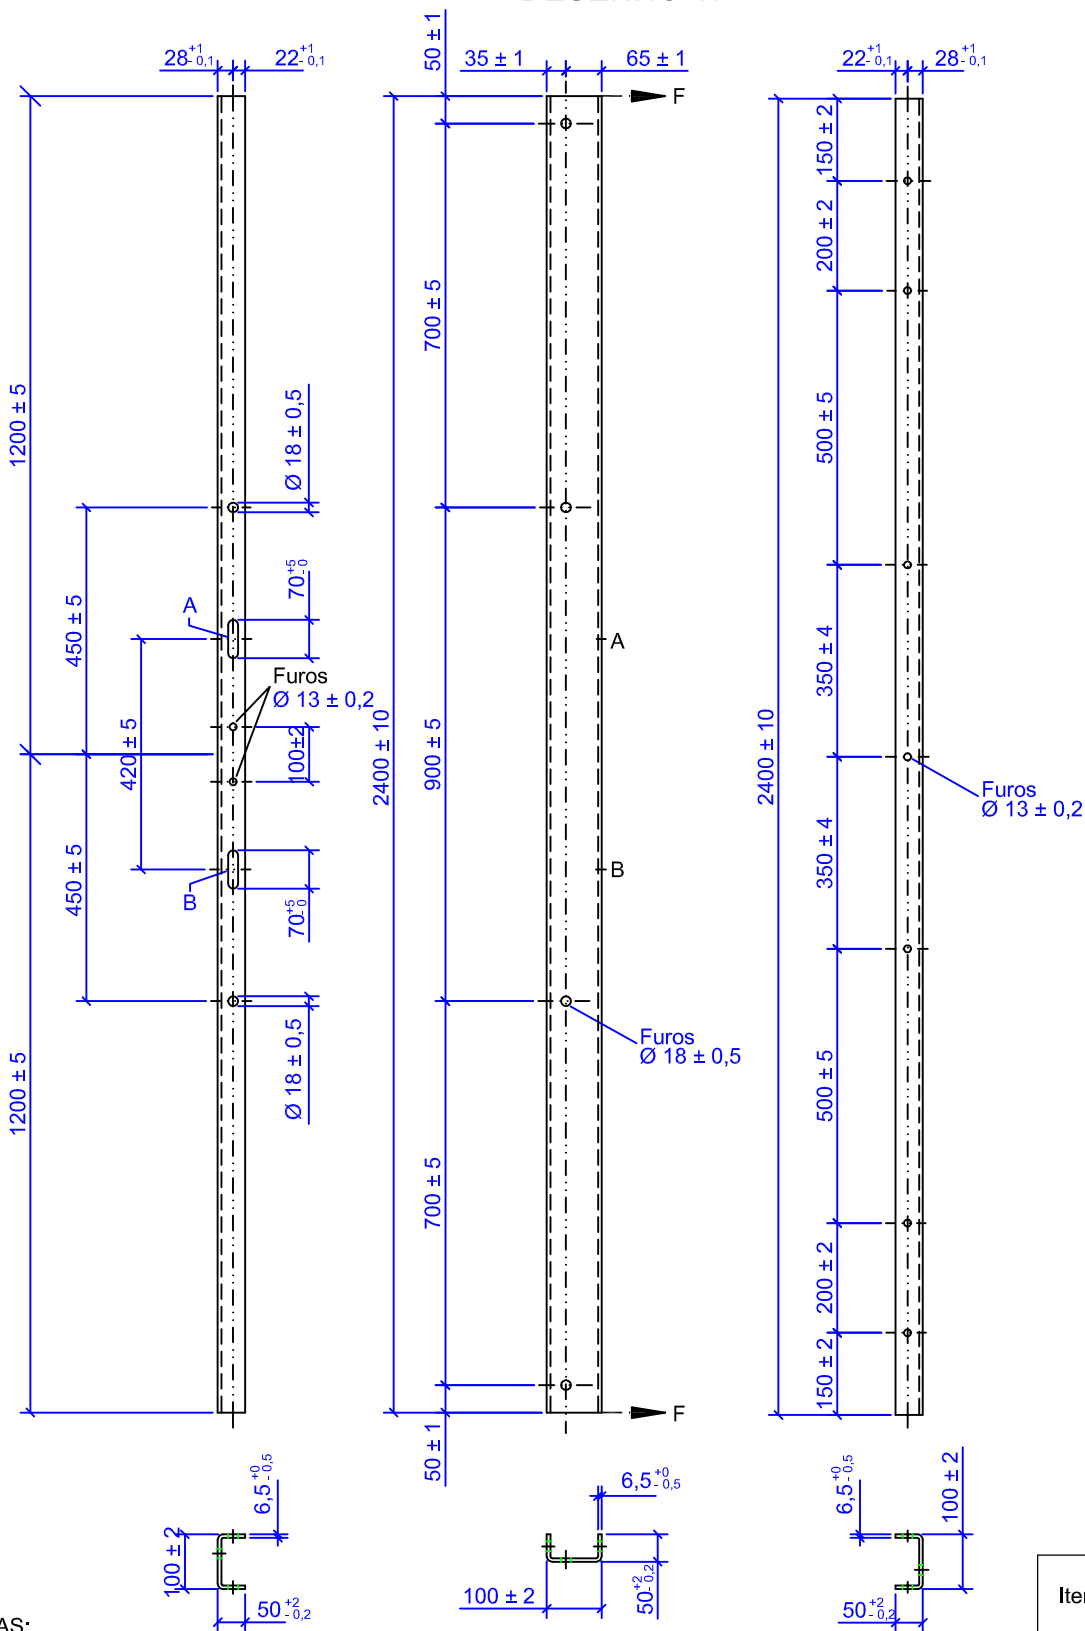 50 ± 1
28 +1 -0,1
22 +1 -0,1
35 ± 1
65 ± 1
22 +1 -0,1
28 +1 -0,1
F
150 ± 2
200 ± 2
700 ± 5
1200 ± 5
Ø 18 ± 0,5
500 ± 5
70 +5 -0
A
450 ± 5
A
350 ± 4
Furos
Ø 13 ± 0,2
420 ± 5
100±2
2400 ± 10
900 ± 5
2400 ± 10
Furos
Ø 13 ± 0,2
450 ± 5
B
B
70 +5 -0
350 ± 4
Ø 18 ± 0,5
Furos
Ø 18 ± 0,5
1200 ± 5
700 ± 5
500 ± 5
200 ± 2
150 ± 2
50 ± 1
F
6,5 +0 -0,5
100 ± 2
50 +2 -0,2
6,5 +0 -0,5
100 ± 2
50 +2 -0,2
6,5 +0 -0,5
100 ± 2
50 +2 -0,2